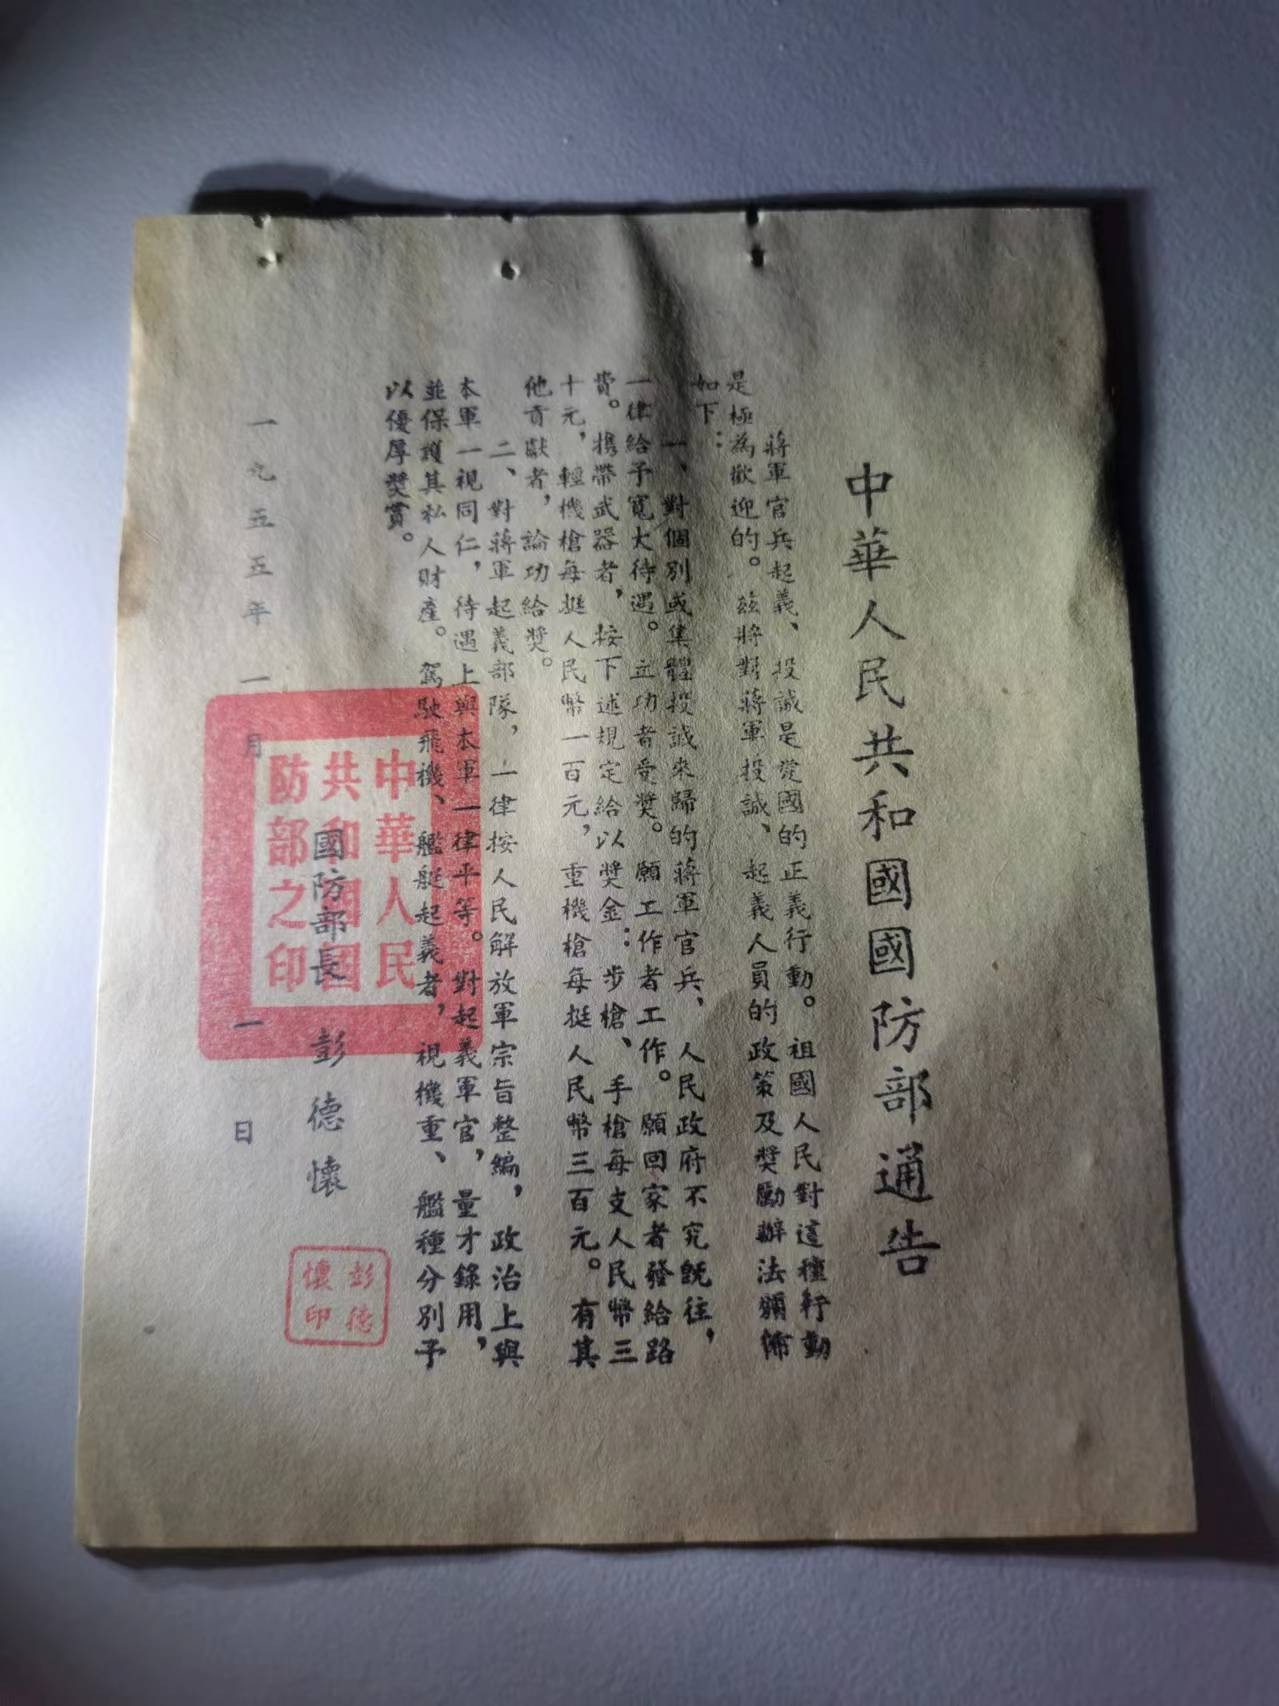 中華人民共和國國防部通告
蔣軍官兵起義、投誠是愛國的正義行動。祖國人民對這種行動
是極為歡迎的。茲將對蔣軍投誠、起義人員的政策及獎勵辦法頒佈
如下：
一、對個別或集體投誠來歸的蔣軍官兵、人民政府不究既往，
一律給予寬大待遇。立功者受獎。願工作者工作。願回家者發給路
費。携帶武器者，按下述規定給以獎金：步槍、手槍每支人民幣三
十元，輕機槍每挺人民幣一百元，重機槍每挺人民幣三百元。有其
他貢獻者，論功給獎。
二、對蔣軍起義部隊，一律按人民解放軍宗旨整編，政治上與
本軍一視同仁，待遇上與本軍一律平等。對起義軍官，量才錄用，
並保護其私人財產。駕駛飛機、艦艇起義者，視機重、艦種分別予
以優厚獎賞。
國防部長 彭德懷
一九五五年一月一日
中華人民
共和國國
防部之印
彭德
懷印